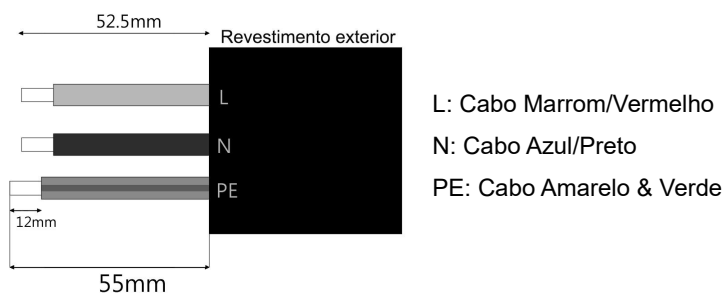 52.5mm
Revestimento exterior
L
N
PE
12mm
55mm
L: Cabo Marrom/Vermelho
N: Cabo Azul/Preto
PE: Cabo Amarelo & Verde